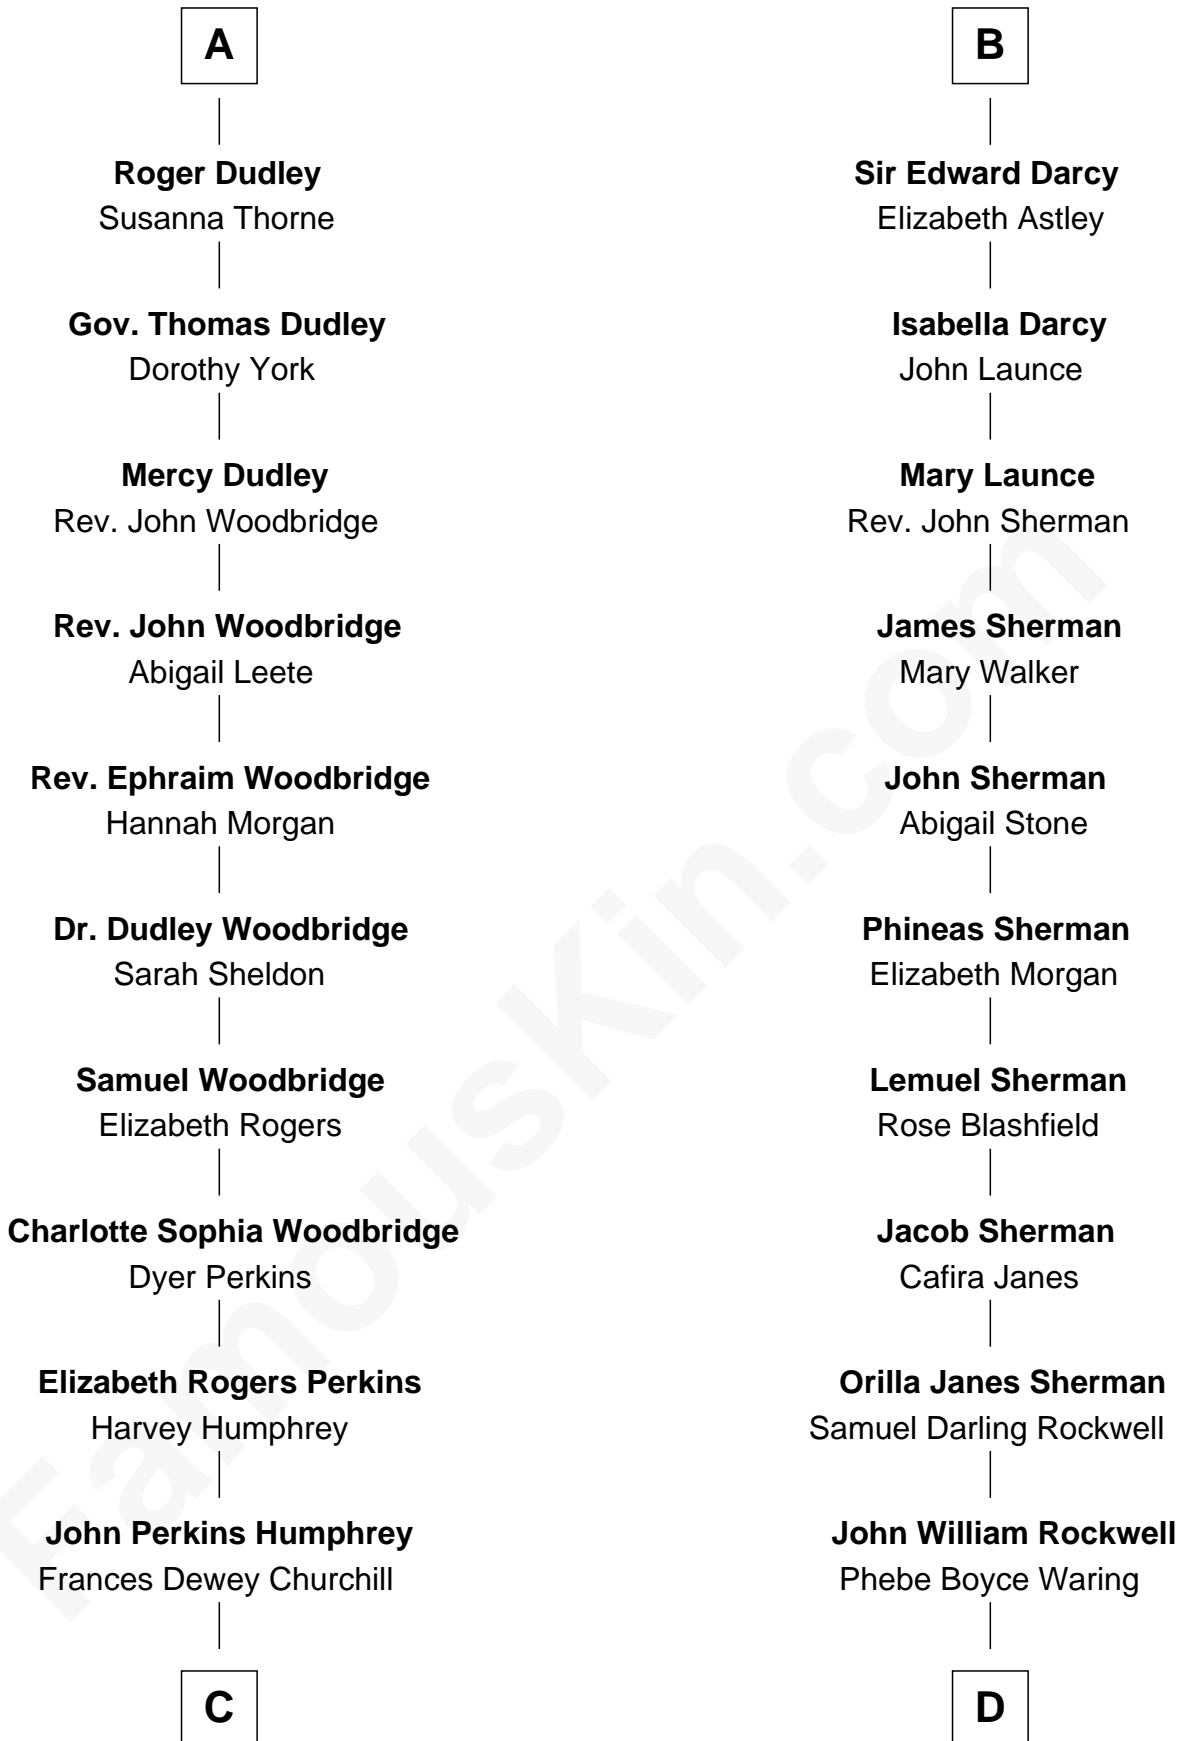 A
Roger Dudley
Susanna Thorne
Gov. Thomas Dudley
Dorothy York
Mercy Dudley
Rev. John Woodbridge
Rev. John Woodbridge
Abigail Leete
Rev. Ephraim Woodbridge
Hannah Morgan
Dr. Dudley Woodbridge
Sarah Sheldon
Samuel Woodbridge
Elizabeth Rogers
Charlotte Sophia Woodbridge
Dyer Perkins
Elizabeth Rogers Perkins
Harvey Humphrey
John Perkins Humphrey
Frances Dewey Churchill
C
B
Sir Edward Darcy
Elizabeth Astley
Isabella Darcy
John Launce
Mary Launce
Rev. John Sherman
James Sherman
Mary Walker
John Sherman
Abigail Stone
Phineas Sherman
Elizabeth Morgan
Lemuel Sherman
Rose Blashfield
Jacob Sherman
Cafira Janes
Orilla Janes Sherman
Samuel Darling Rockwell
John William Rockwell
Phebe Boyce Waring
D
FamousKin.com